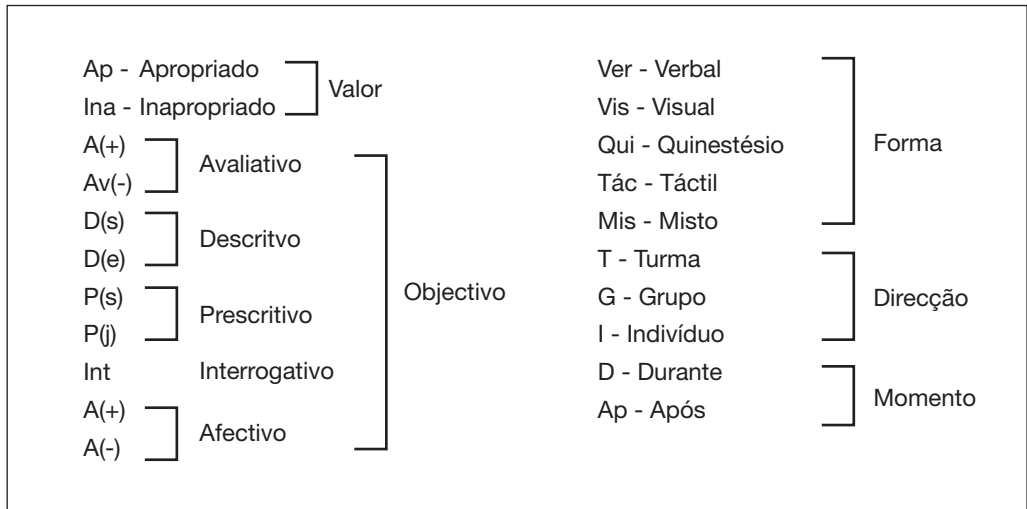 Ap - Apropriado
Ina - Inapropriado
Valor
A(+)
Av(-)
Avaliativo
D(s)
D(e)
Descritvo
P(s)
P(j)
Prescritivo
Int
Interrogativo
A(+)
A(-)
Afectivo
Objectivo
Ver - Verbal
Vis - Visual
Qui - Quinestésio
Tác - Táctil
Mis - Misto
Forma
T - Turma
G - Grupo
I - Indivíduo
Direcção
D - Durante
Ap - Após
Momento